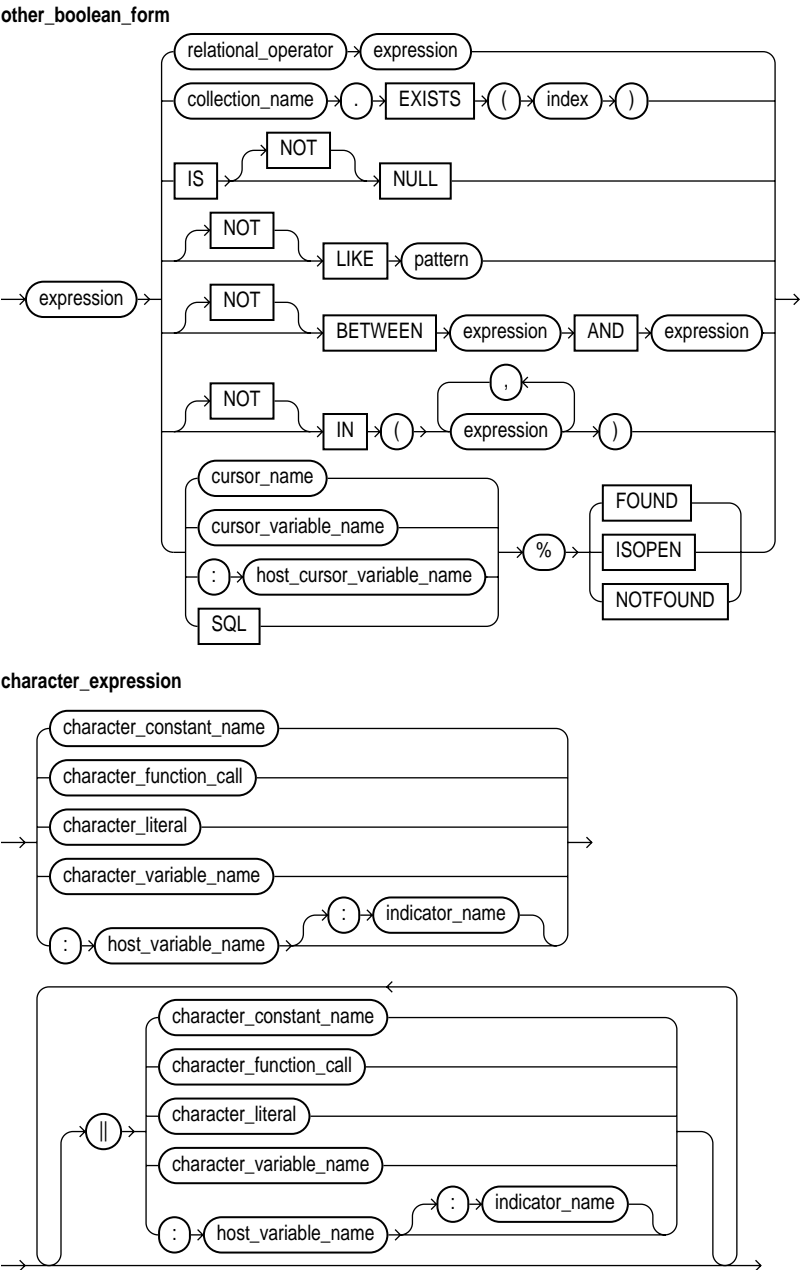 other_boolean_form
relational_operator expression
collection_name . EXISTS ( index )
NOT
IS NULL
NOT
LIKE pattern
expression
NOT
BETWEEN expression AND expression
,
NOT
IN ( expression )
cursor_name
FOUND
cursor_variable_name
% ISOPEN
: host_cursor_variable_name
NOTFOUND
SQL
character_expression
character_constant_name
character_function_call
character_literal
character_variable_name
: indicator_name
: host_variable_name
character_constant_name
character_function_call
character_literal
||
character_variable_name
: indicator_name
: host_variable_name